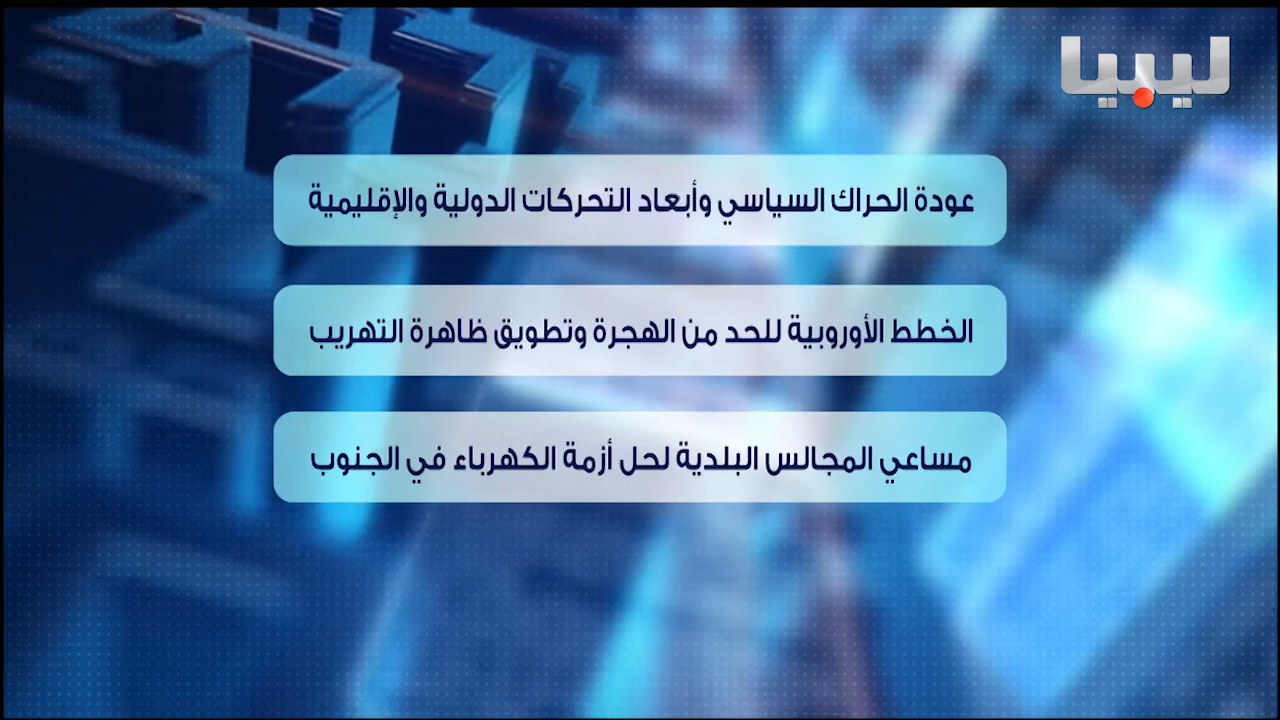 ليبيا
عودة الحراك السياسي وأبعاد التحركات الدولية والإقليمية
الخطط الأوروبية للحد من الهجرة وتطويق ظاهرة التهريب
مساعي المجالس البلدية لحل أزمة الكهرباء في الجنوب